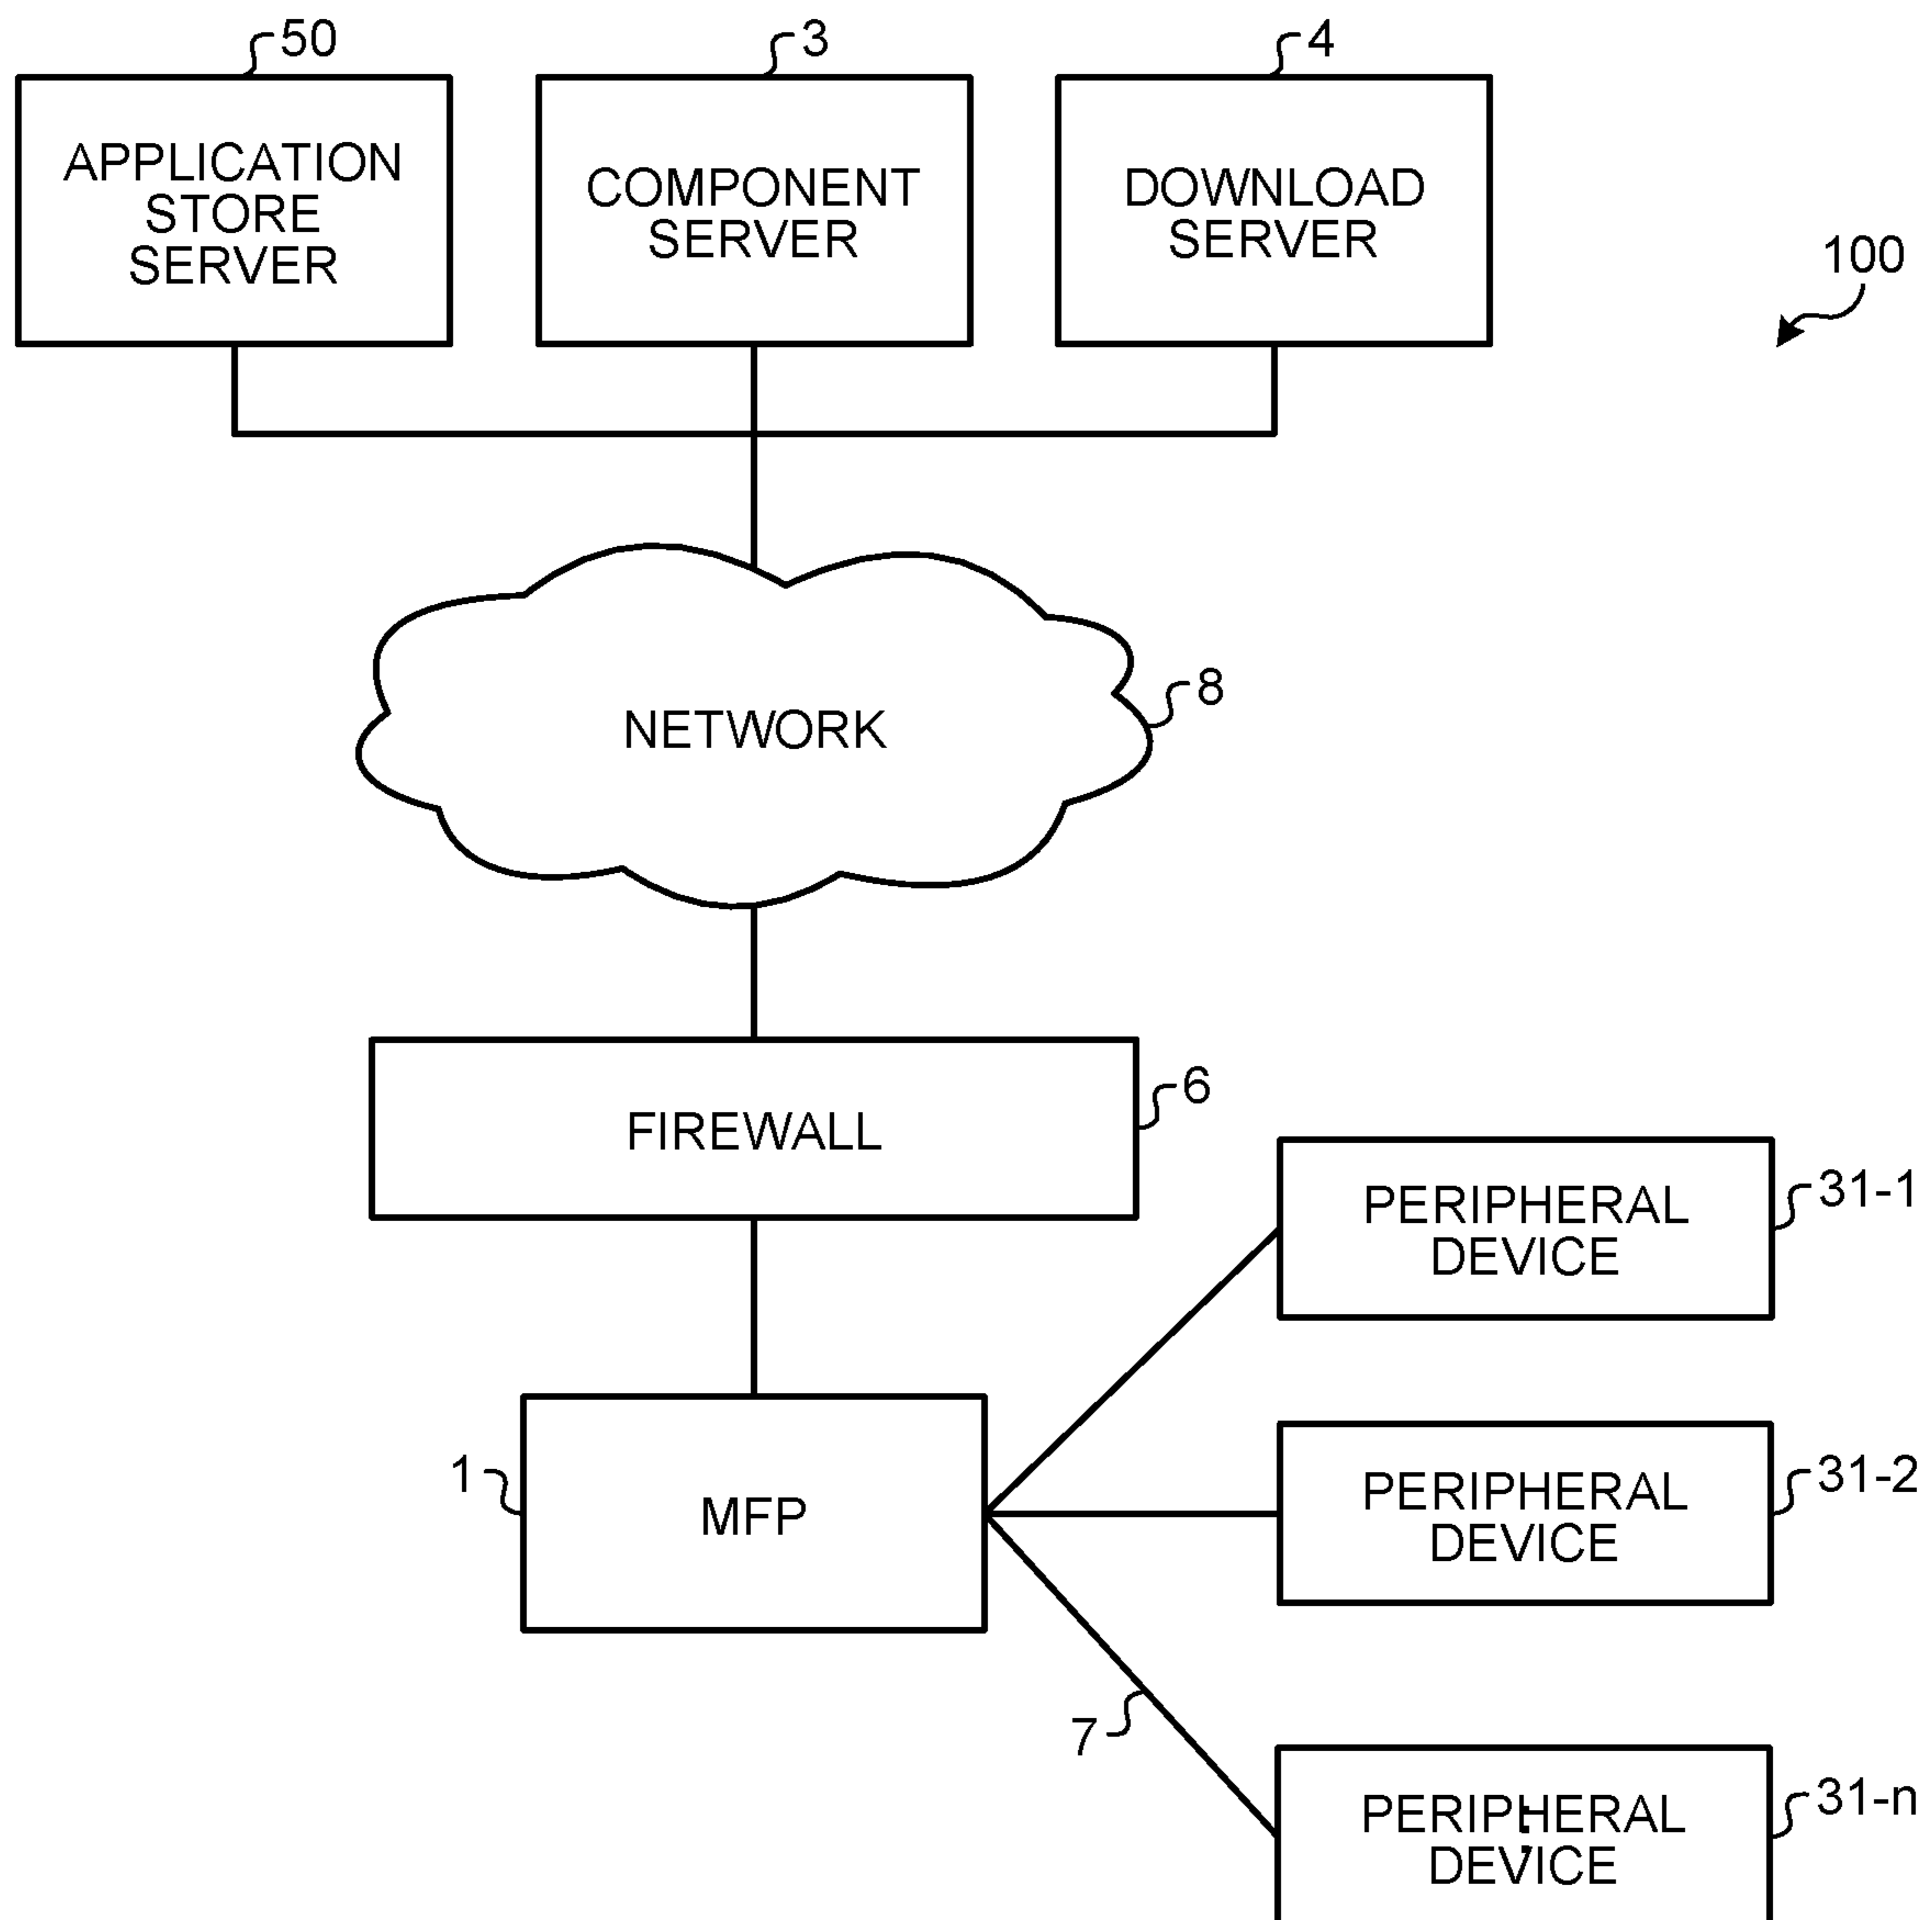 50
3
4
APPLICATION
STORE
SERVER
COMPONENT
SERVER
DOWNLOAD
SERVER
100
NETWORK
8
FIREWALL
6
PERIPHERAL
DEVICE
31-1
1
MFP
PERIPHERAL
DEVICE
31-2
7
PERIPHERAL
DEVICE
31-n